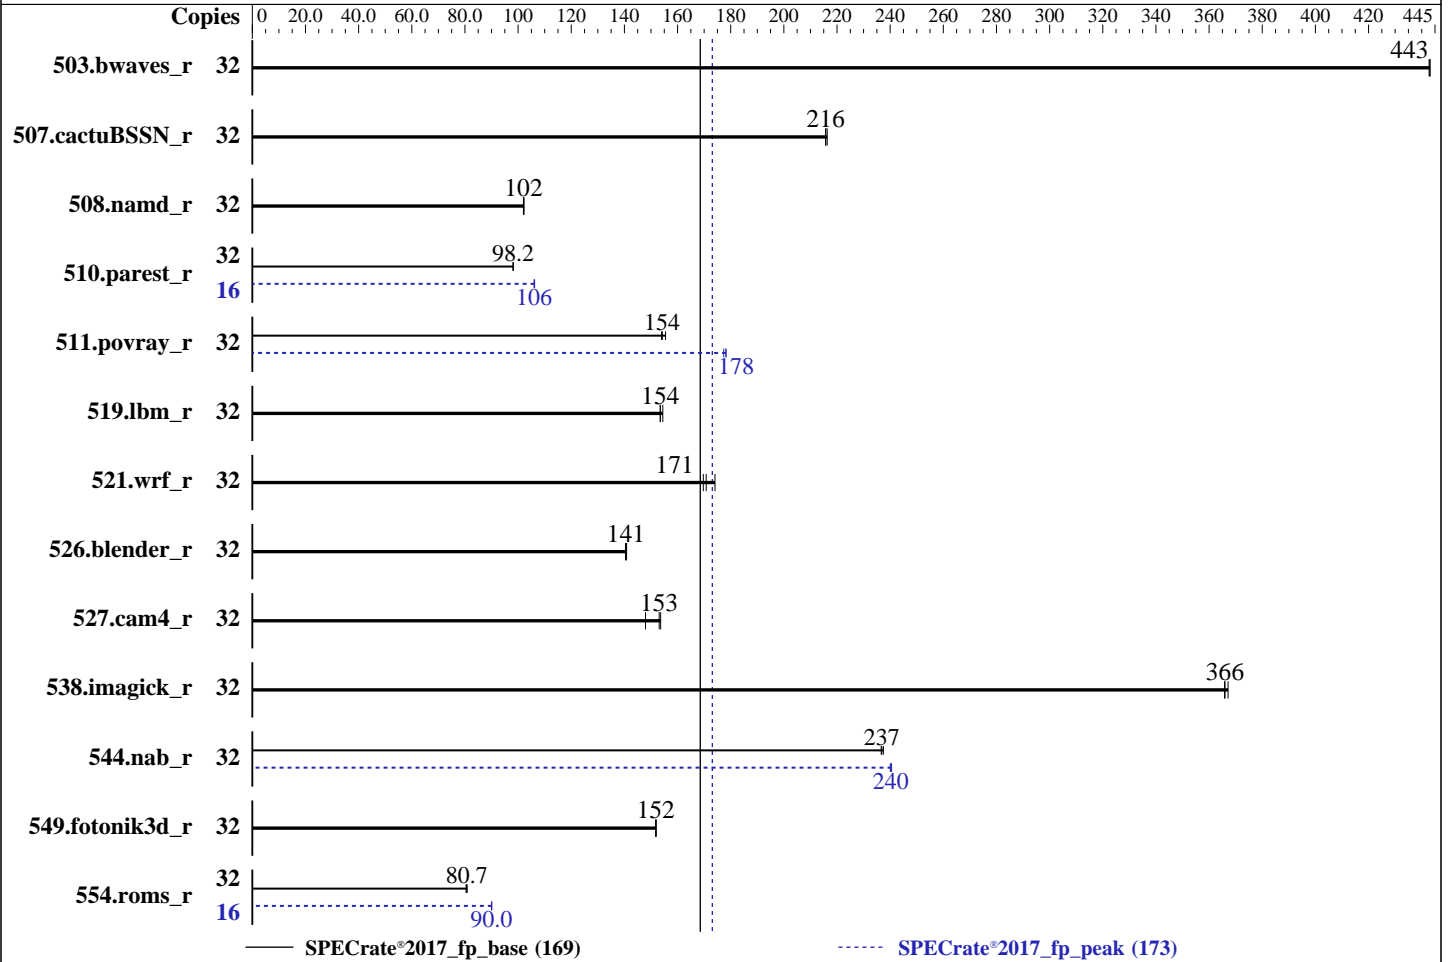 Copies 0 20.0 40.0 60.0 80.0 100 120 140 160 180 200 220 240 260 280 300 320 340 360 380 400 420 445
503.bwaves_r 32 443
507.cactuBSSN_r 32 216
508.namd_r 32 102
510.parest_r 32 98.2
16 106
511.povray_r 32 154
178
519.lbm_r 32 154
521.wrf_r 32 171
526.blender_r 32 141
527.cam4_r 32 153
538.imagick_r 32 366
544.nab_r 32 237
240
549.fotonik3d_r 32 152
554.roms_r 32 80.7
16 90.0
SPECrate®2017_fp_base (169) SPECrate®2017_fp_peak (173)